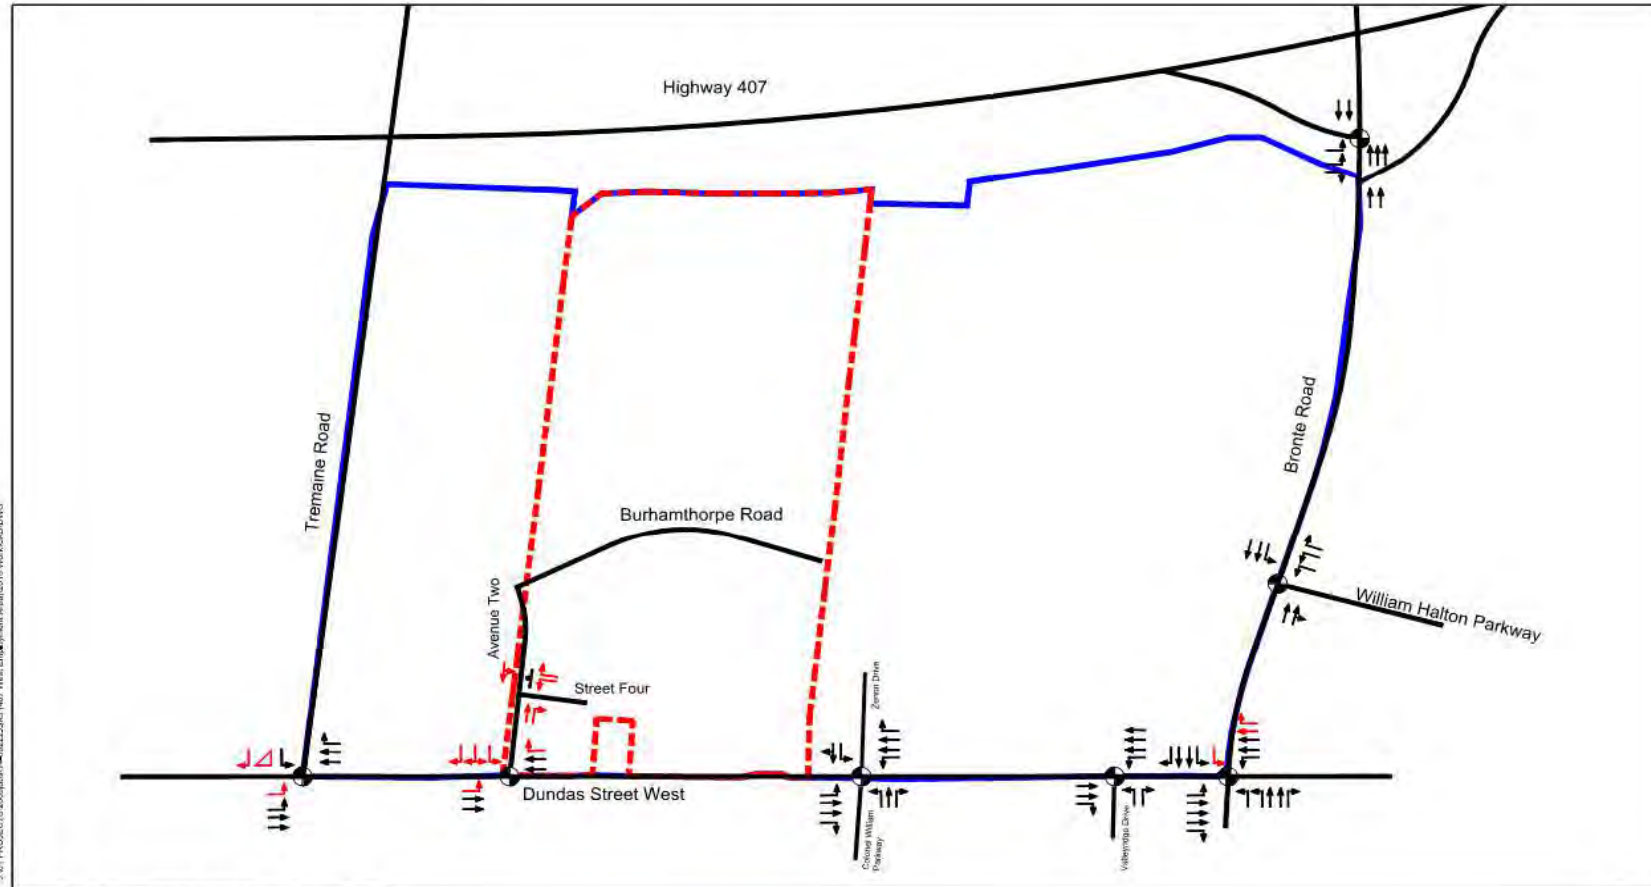 Highway 407
Tremaine Road
Bronte Road
Burhamthorpe Road
Avenue Two
William Halton Parkway
Street Four
Zenon Drive
Dundas Street West
Colonel William
Parkway
Valleyridge Drive